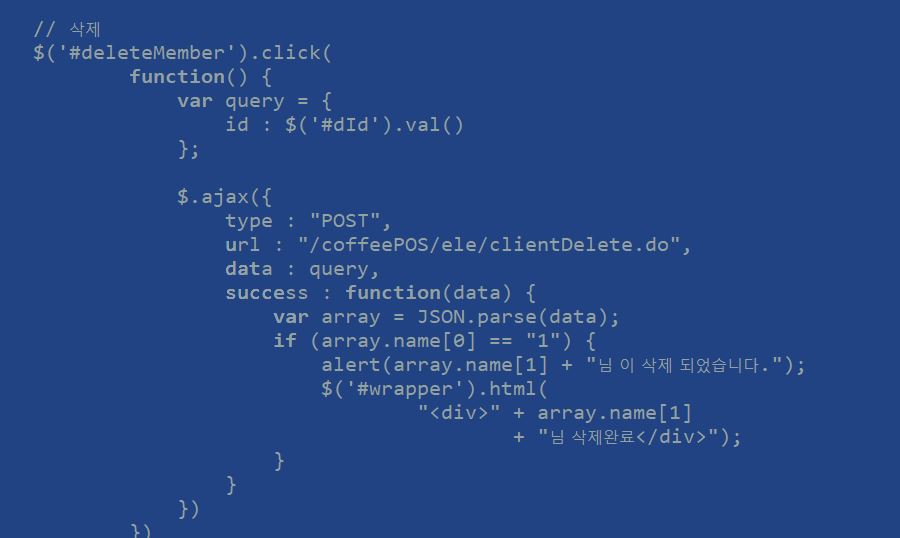 // 삭제
$('#deleteMember').click(
function() {
var query = {
id : $('#dId').val()
};
$.ajax({
type : "POST",
url : "/coffeePOS/ele/clientDelete.do",
data : query,
success : function(data) {
var array = JSON.parse(data);
if (array.name[0] == "1") {
alert(array.name[1] + "님 이 삭제 되었습니다.");
$('#wrapper').html(
"<div>" + array.name[1]
+ "님 삭제완료</div>");
}
}
})
})